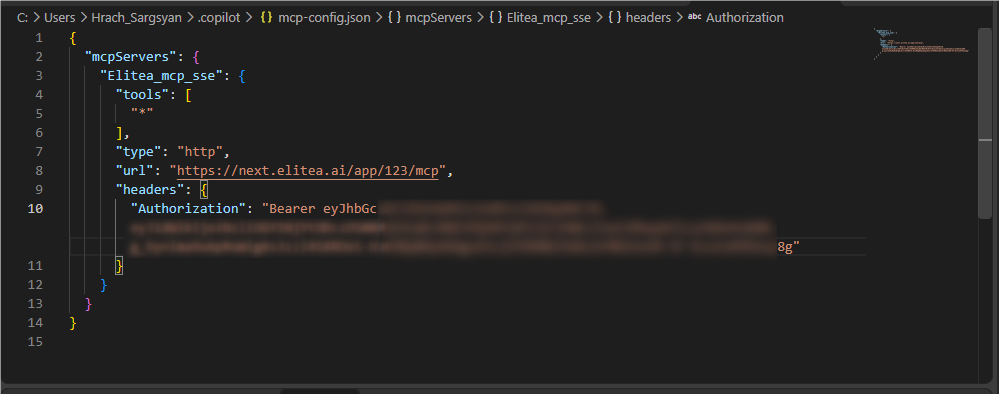 C: > Users > Hrach_Sargsyan > .copilot > {} mcp-config.json > {} mcpServers > {} Elitea_mcp_sse > {} headers > abc Authorization
1 {
2 "mcpServers": {
3 "Elitea_mcp_sse": {
4 "tools": [
5 "*"
6 ],
7 "type": "http",
8 "url": "https://next.elitea.ai/app/123/mcp",
9 "headers": {
10 "Authorization": "Bearer eyJhbGc
8g"
11 }
12 }
13 }
14 }
15